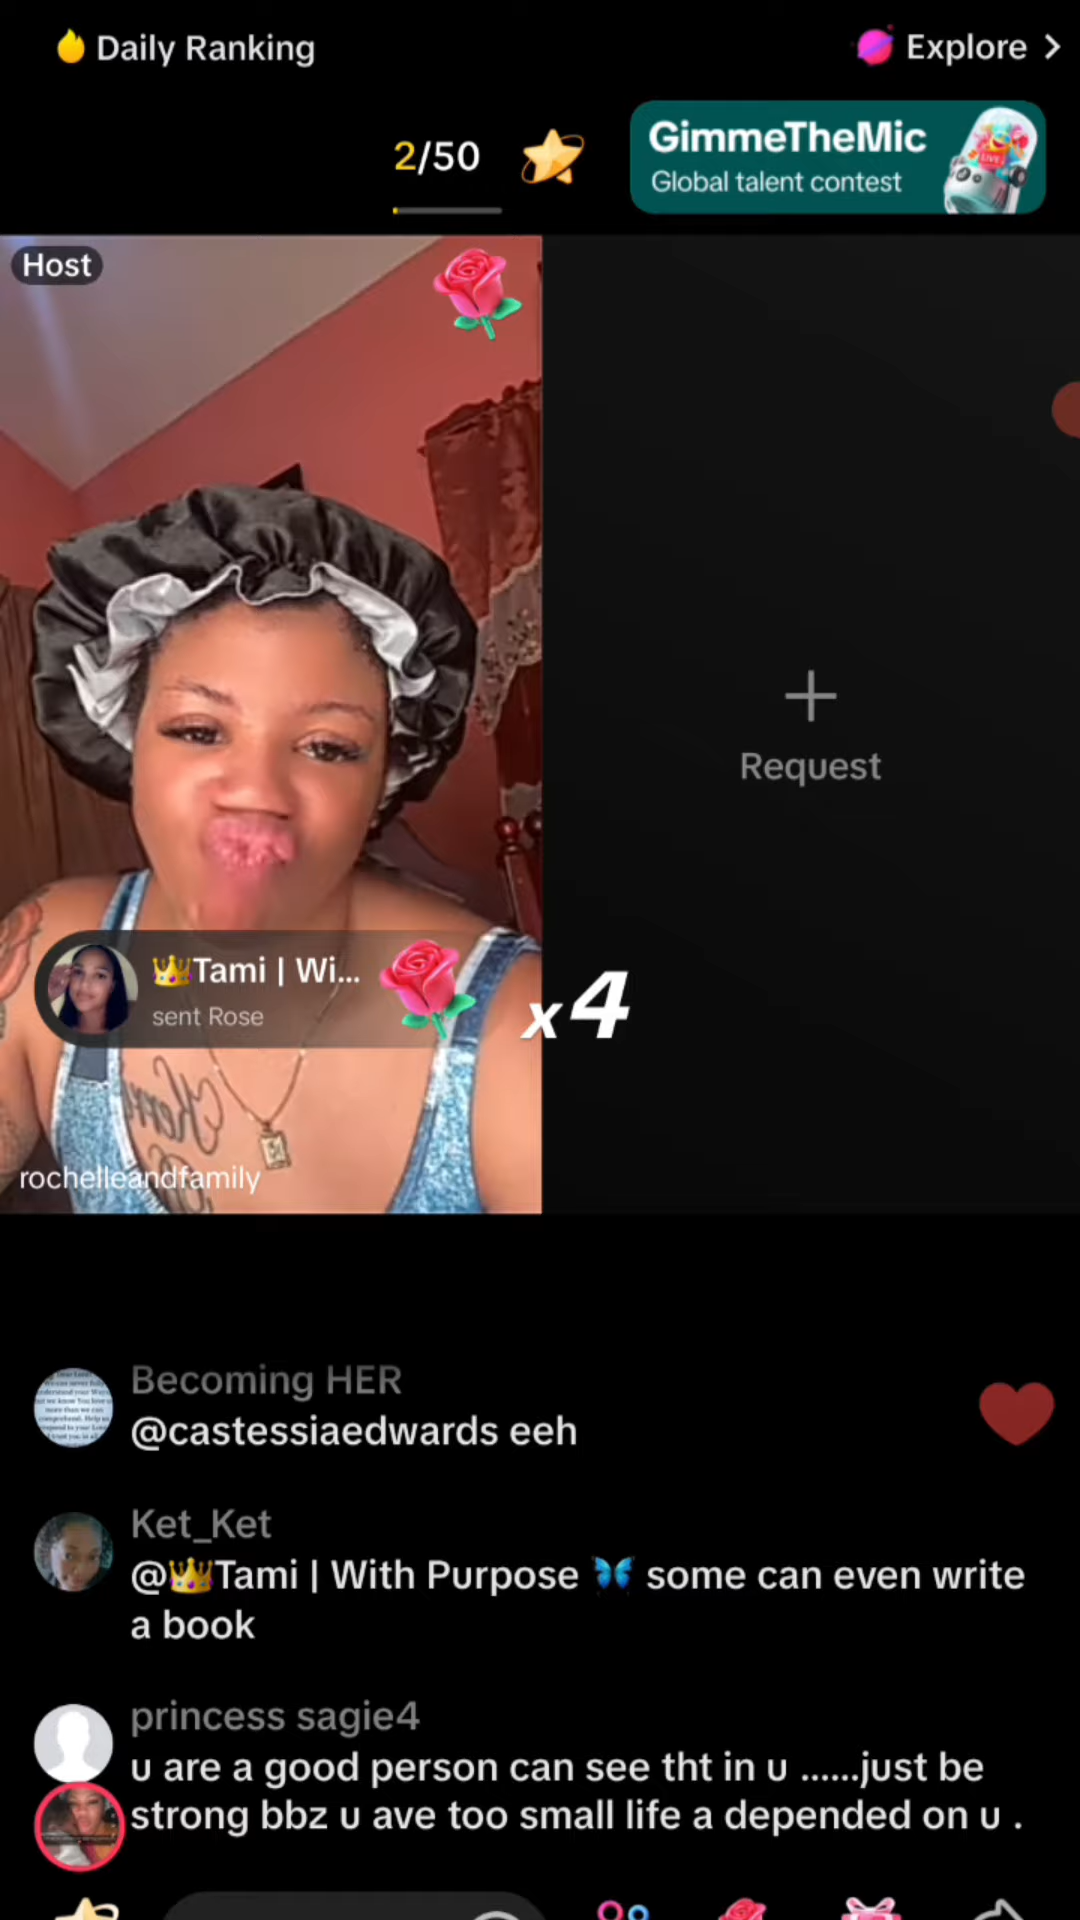 Daily Ranking
Explore
2/50
GimmeTheMic
Global talent contest
LIVE
Host
Request
Tami | Wi...
sent Rose
x4
rochelleandfamily
Becoming HER
@castessiaedwards eeh
Ket_Ket
@👑Tami | With Purpose 🦋 some can even write
a book
princess sagie4
u are a good person can see tht in u ......just be
strong bbz u ave too small life a depended on u .